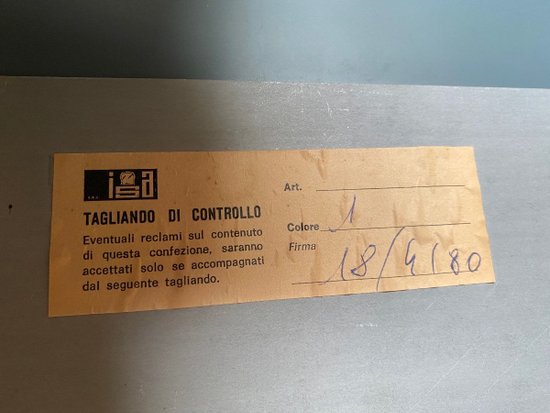 isa
TAGLIANDO DI CONTROLLO
Eventuali reclami sul contenuto
di questa confezione, saranno
accettati solo se accompagnati
dal seguente tagliando.
Art.
Colore 1
Firma
18/4/80